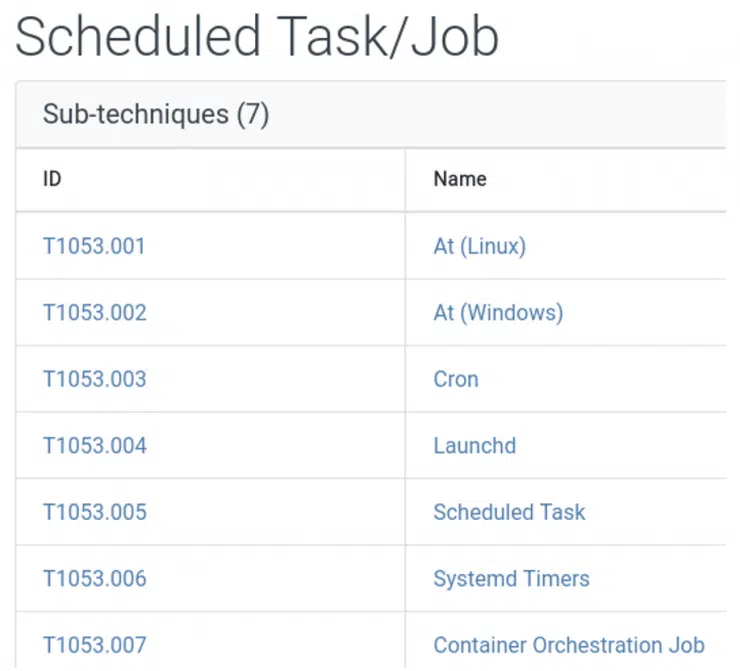 Scheduled Task/Job
Sub-techniques (7)
ID Name
T1053.001 At (Linux)
T1053.002 At (Windows)
T1053.003 Cron
T1053.004 Launchd
T1053.005 Scheduled Task
T1053.006 Systemd Timers
T1053.007 Container Orchestration Job